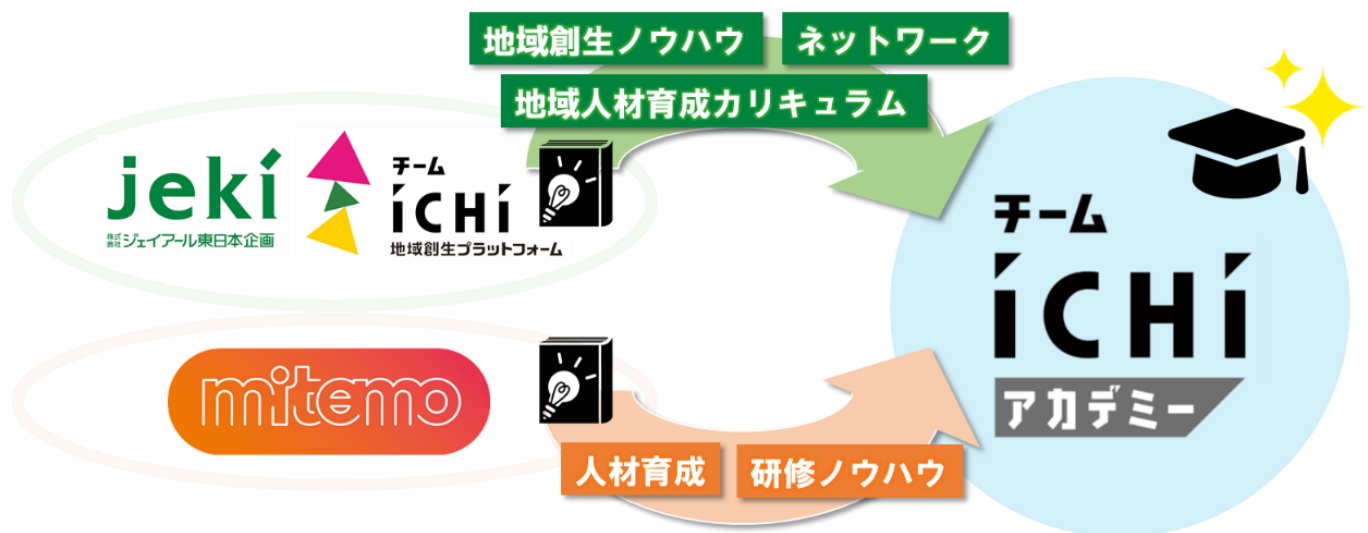 地域創生ノウハウ
ネットワーク
地域人材育成カリキュラム
jeki
株式会社ジェイアール東日本企画
チーム
iCHi
地域創生プラットフォーム
チーム
iCHi
アカデミー
mitemo
人材育成
研修ノウハウ